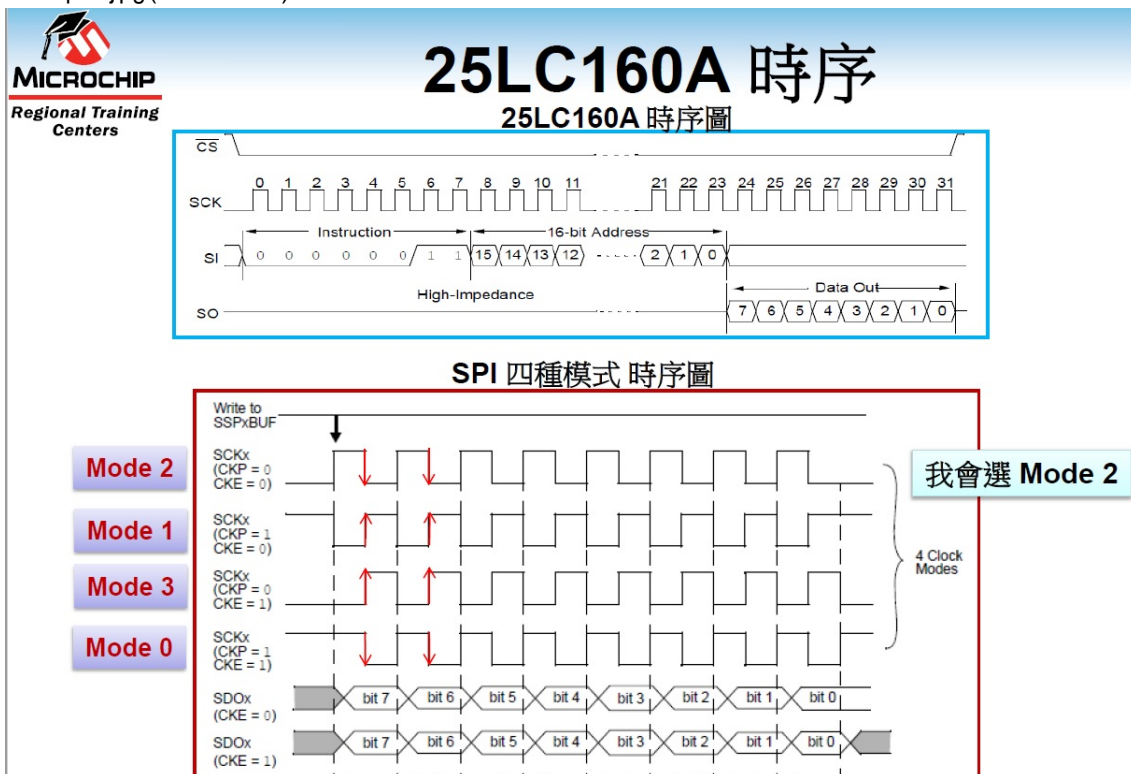 MICROCHIP
Regional Training
Centers
25LC160A 時序
25LC160A 時序圖
CS
SCK
0 1 2 3 4 5 6 7 8 9 10 11 21 22 23 24 25 26 27 28 29 30 31
Instruction
16-bit Address
SI
0 0 0 0 0 0 1 1 15 14 13 12 2 1 0
High-Impedance
Data Out
SO
7 6 5 4 3 2 1 0
SPI 四種模式 時序圖
Write to
SSPxBUF
Mode 2
SCKx
(CKP = 0
CKE = 0)
我會選 Mode 2
Mode 1
SCKx
(CKP = 1
CKE = 0)
4 Clock
Modes
Mode 3
SCKx
(CKP = 0
CKE = 1)
Mode 0
SCKx
(CKP = 1
CKE = 1)
SDOx
(CKE = 0)
bit 7 bit 6 bit 5 bit 4 bit 3 bit 2 bit 1 bit 0
SDOx
(CKE = 1)
bit 7 bit 6 bit 5 bit 4 bit 3 bit 2 bit 1 bit 0